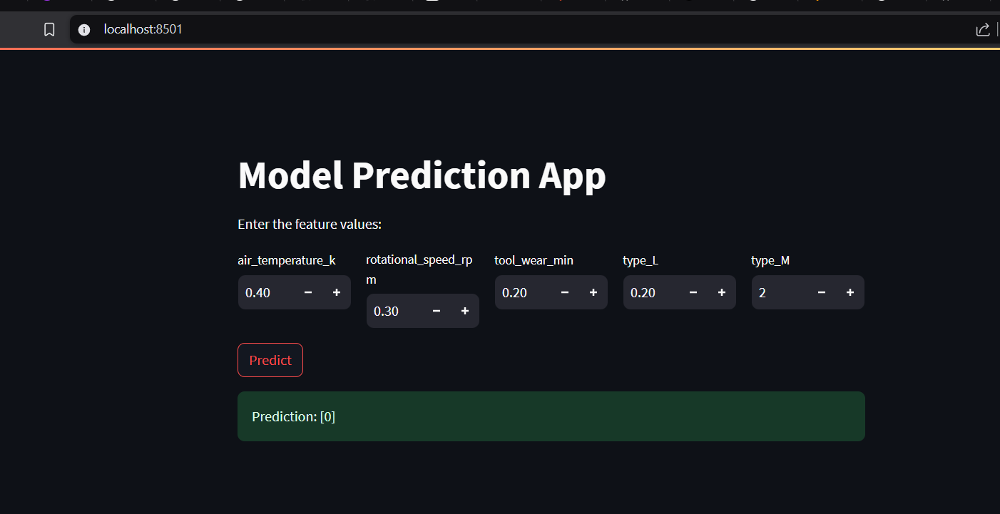 localhost:8501
Model Prediction App
Enter the feature values:
air_temperature_k
rotational_speed_rp
m
tool_wear_min
type_L
type_M
0.40
0.30
0.20
0.20
2
Predict
Prediction: [0]